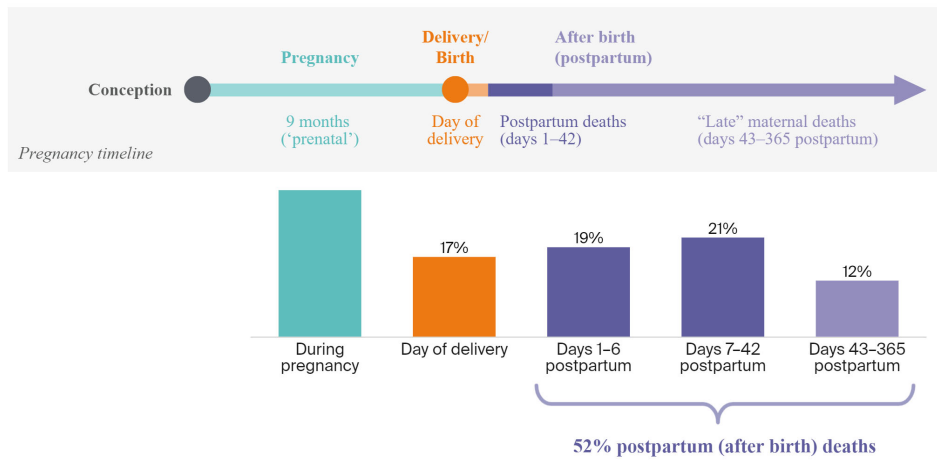 Delivery/
Birth
After birth
(postpartum)
Pregnancy
Conception
9 months
(‘prenatal’)
Day of
delivery
Postpartum deaths
(days 1–42)
“Late” maternal deaths
(days 43–365 postpartum)
Pregnancy timeline
17%
19%
21%
12%
During
pregnancy
Day of delivery
Days 1–6
postpartum
Days 7–42
postpartum
Days 43–365
postpartum
52% postpartum (after birth) deaths